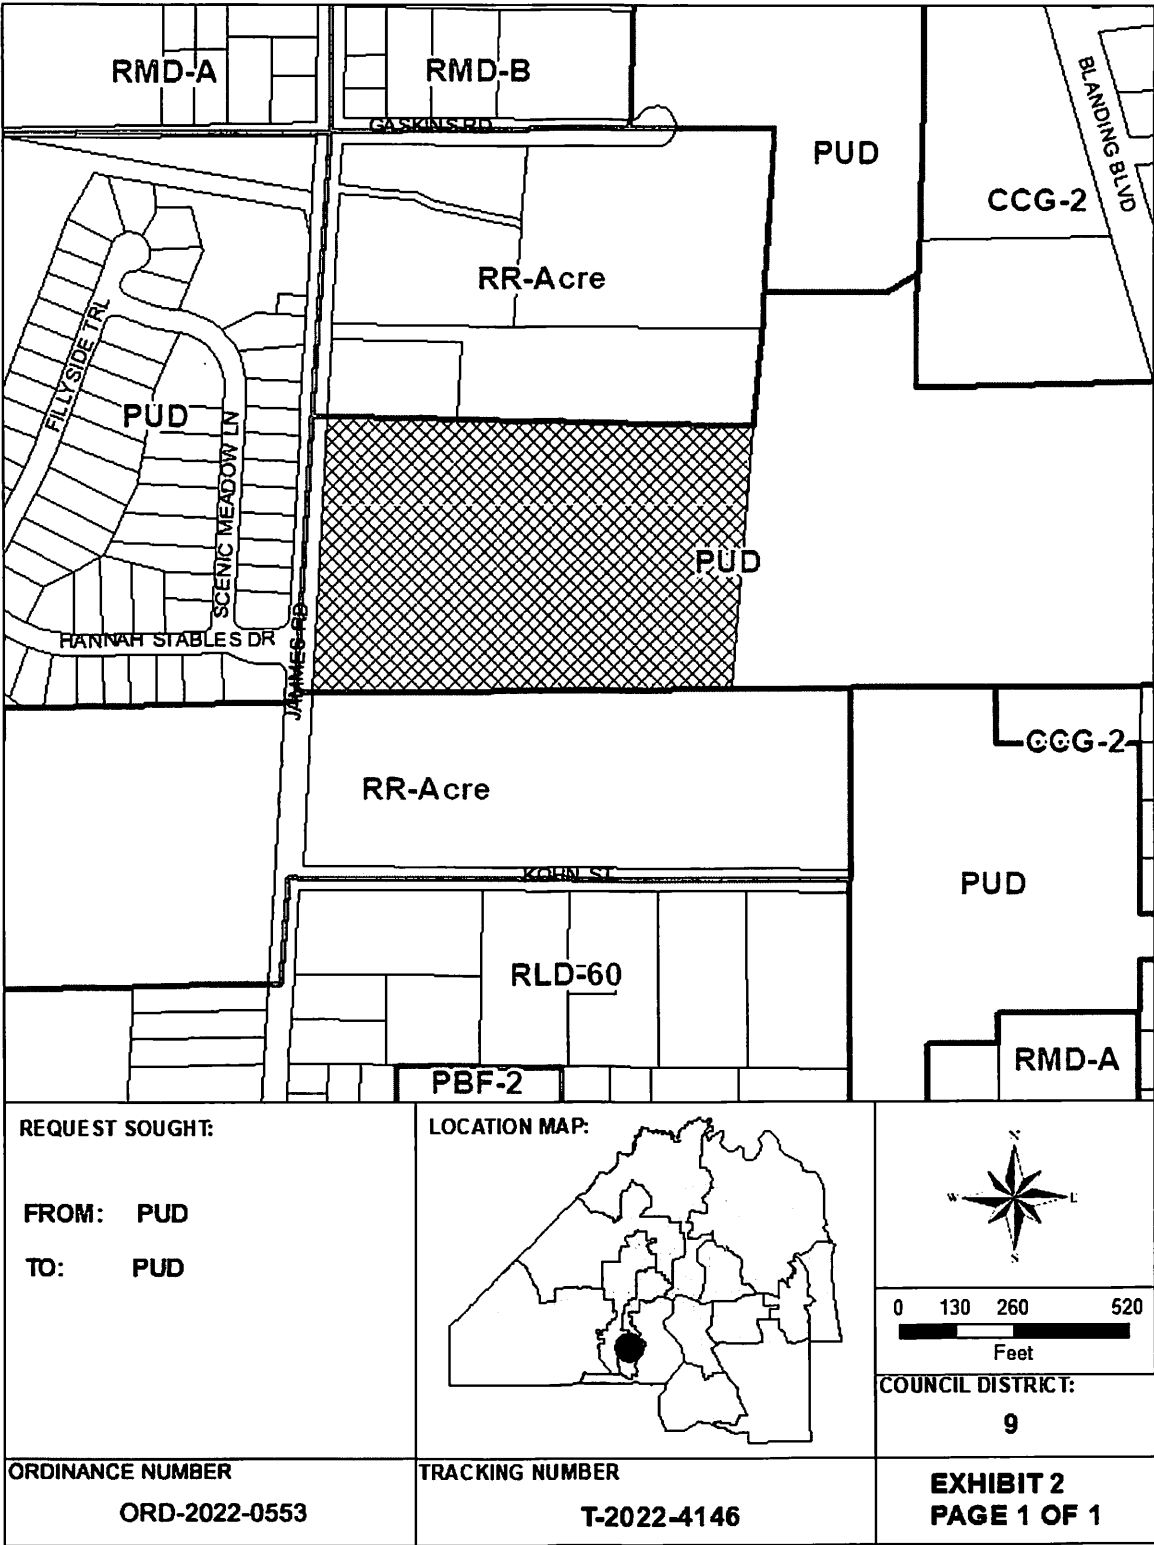 RMD-A
RMD-B
GASKINS RD
PUD
BLANDING BLVD
CCG-2
RR-Acre
FILLYSIDE TRL
PUD
SCENIC MEADOW LN
PUD
HANNAH STABLES DR
JAMMES RD
CCG-2
RR-Acre
KOHN ST
PUD
RLD-60
RMD-A
PBF-2
REQUEST SOUGHT:
FROM: PUD
TO: PUD
LOCATION MAP:
N
W E
S
0 130 260 520
Feet
COUNCIL DISTRICT:
9
ORDINANCE NUMBER
ORD-2022-0553
TRACKING NUMBER
T-2022-4146
EXHIBIT 2
PAGE 1 OF 1